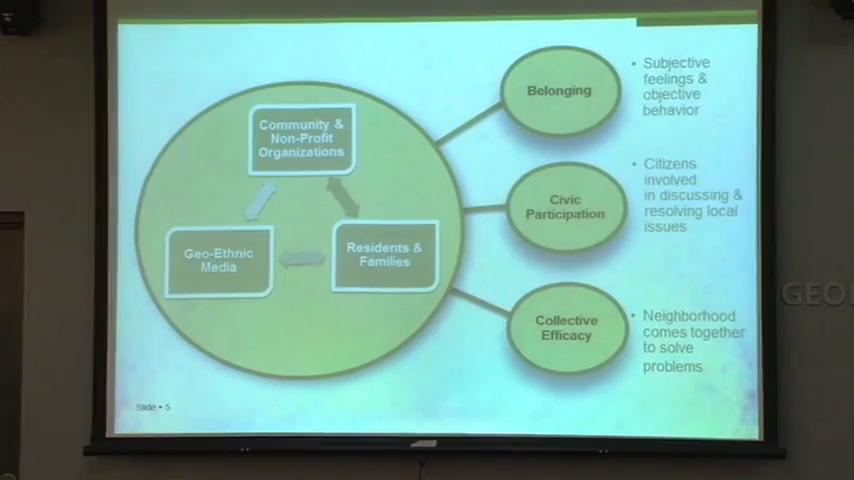 Community &
Non-Profit
Organizations
Geo-Ethnic
Media
Residents &
Families
Belonging
• Subjective
feelings &
objective
behavior
Civic
Participation
• Citizens
involved
in discussing &
resolving local
issues
Collective
Efficacy
• Neighborhood
comes together
to solve
problems
Slide • 5